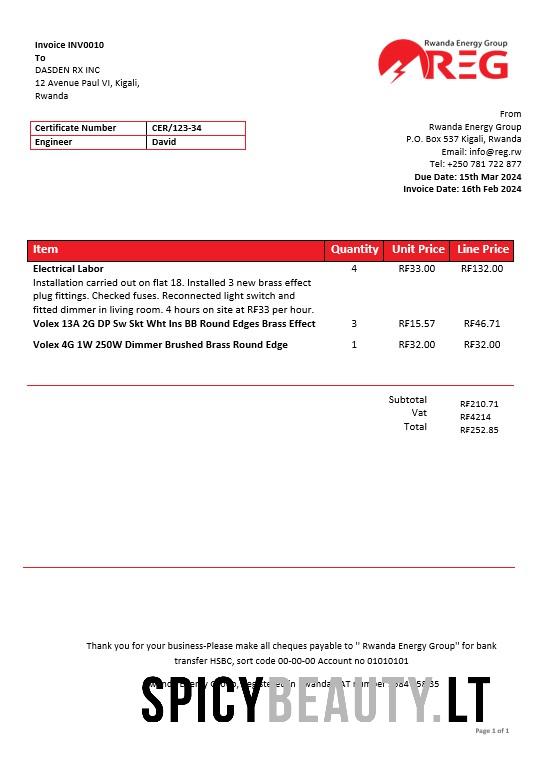 Invoice INV0010
To
DASDEN RX INC
12 Avenue Paul VI, Kigali,
Rwanda
Rwanda Energy Group
REG
Certificate Number CER/123-34
Engineer David
From
Rwanda Energy Group
P.O. Box 537 Kigali, Rwanda
Email: info@reg.rw
Tel: +250 781 722 877
Due Date: 15th Mar 2024
Invoice Date: 16th Feb 2024
Item Quantity Unit Price Line Price
Electrical Labor 4 RF33.00 RF132.00
Installation carried out on flat 18. Installed 3 new brass effect
plug fittings. Checked fuses. Reconnected light switch and
fitted dimmer in living room. 4 hours on site at RF33 per hour.
Volex 13A 2G DP Sw Skt Wht Ins BB Round Edges Brass Effect 3 RF15.57 RF46.71
Volex 4G 1W 250W Dimmer Brushed Brass Round Edge 1 RF32.00 RF32.00
Subtotal RF210.71
Vat RF4214
Total RF252.85
Thank you for your business-Please make all cheques payable to " Rwanda Energy Group" for bank
transfer HSBC, sort code 00-00-00 Account no 01010101
SPICYBEAUTY.LT
Page 1 of 1